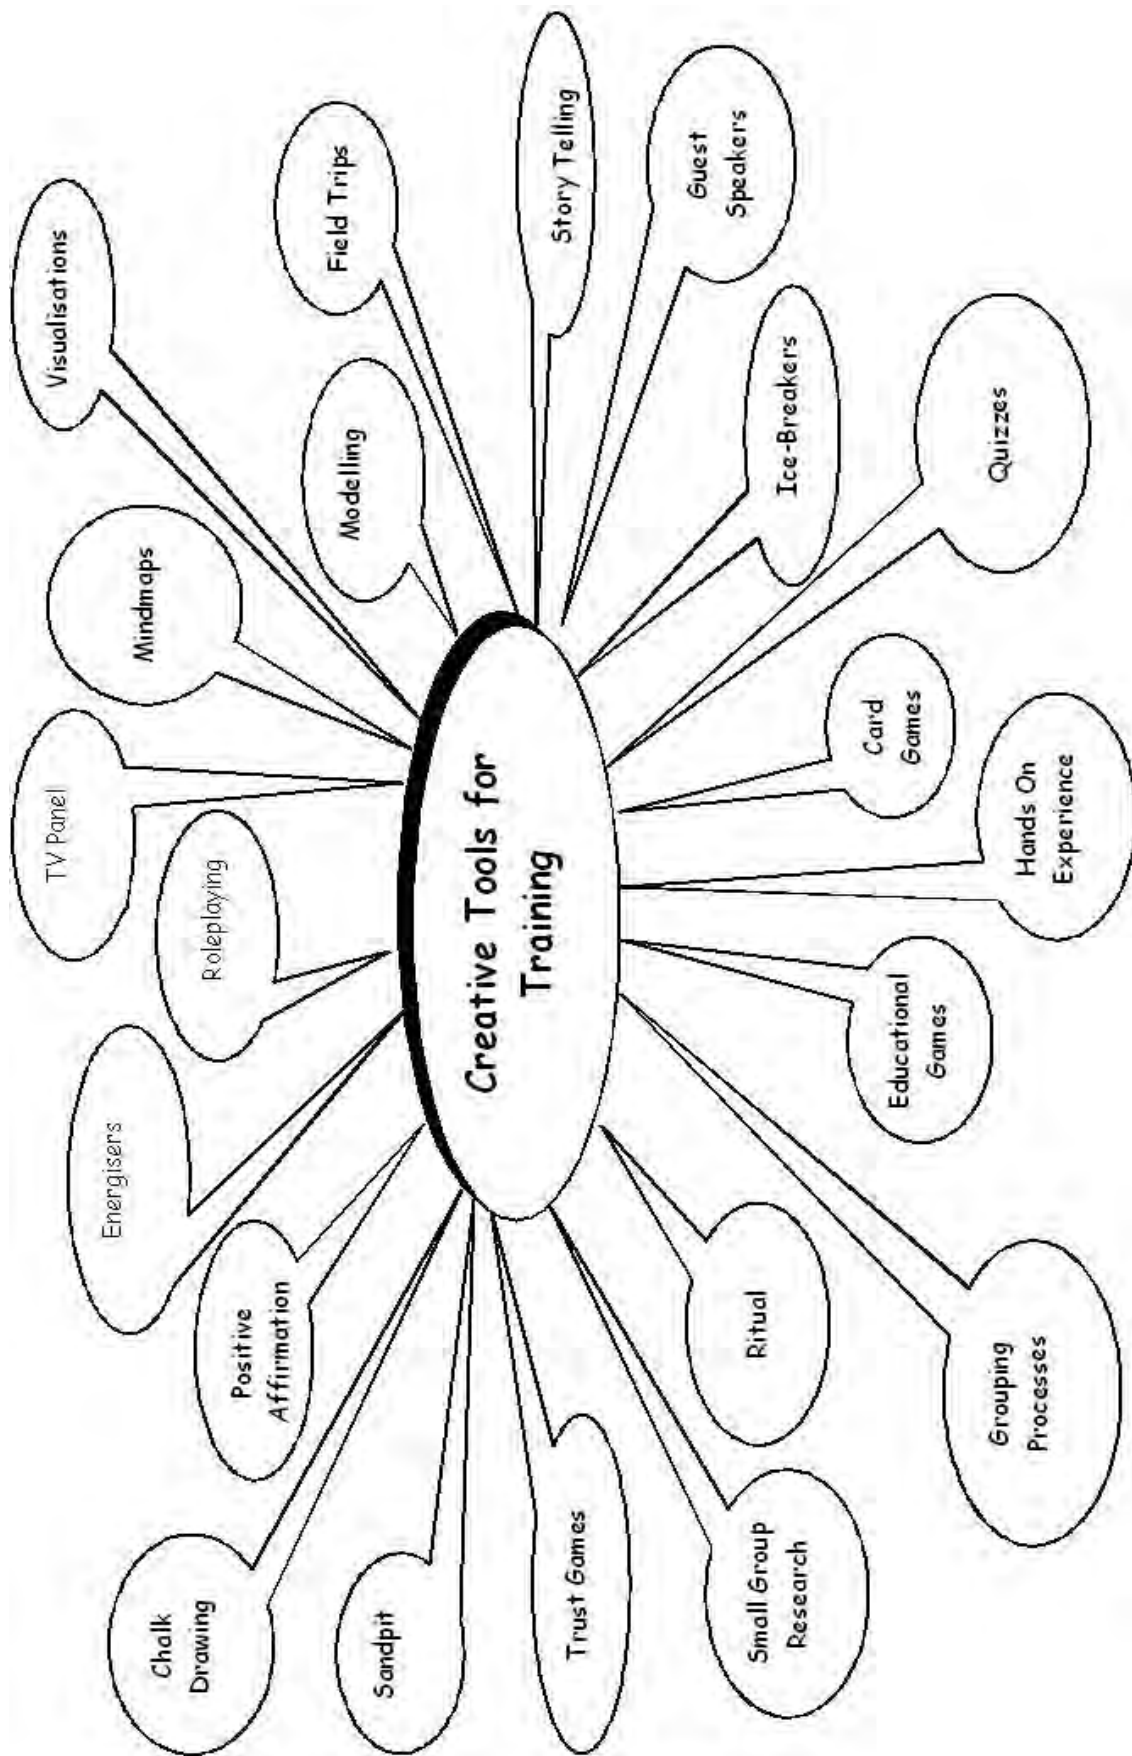 Creative Tools for
Training
Energisers
TV Panel
Mindmaps
Visualisations
Roleplaying
Chalk
Drawing
Positive
Affirmation
Modelling
Field Trips
Sandpit
Story Telling
Trust Games
Guest
Speakers
Small Group
Research
Ritual
Ice-Breakers
Educational
Games
Card
Games
Quizzes
Grouping
Processes
Hands On
Experience